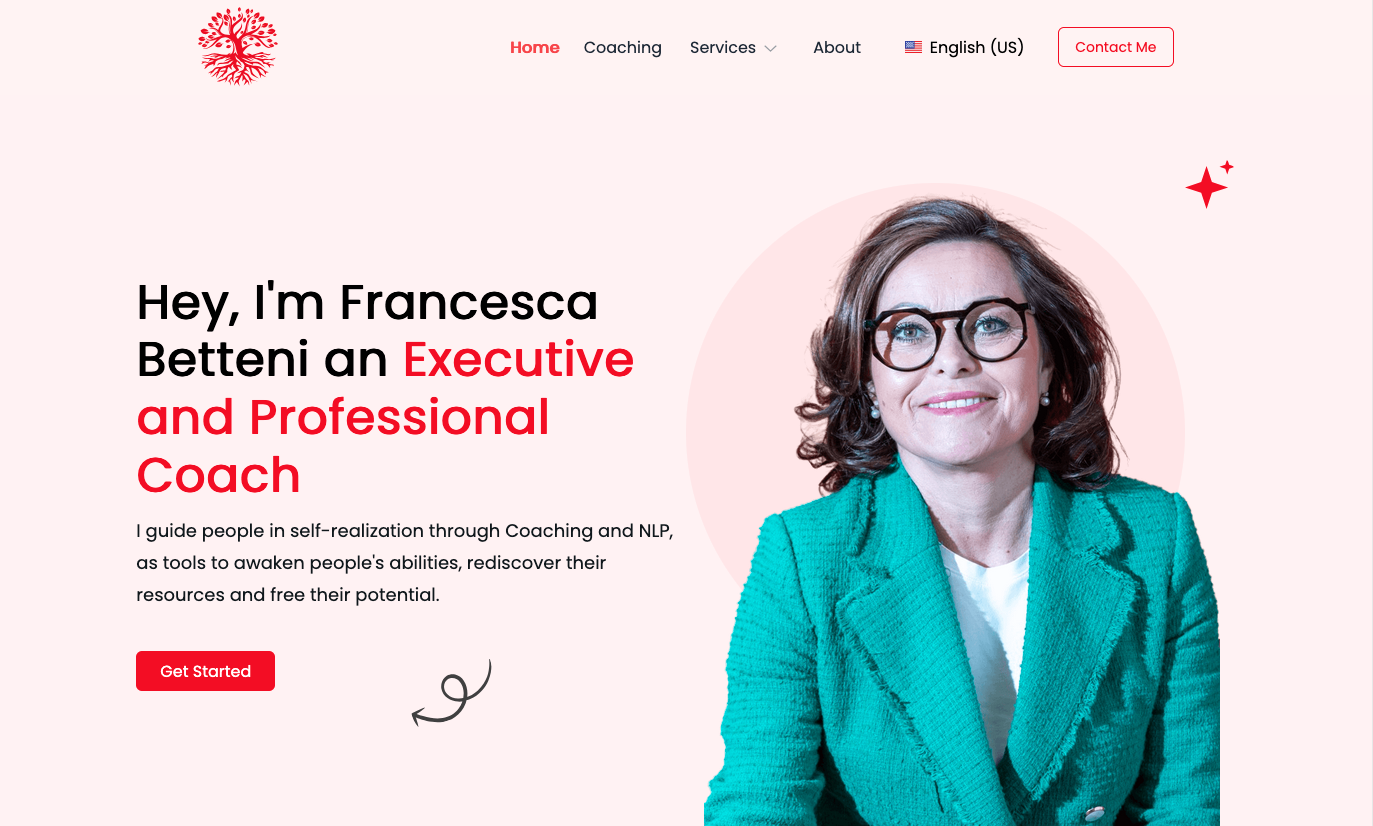 Home
Coaching
Services
About
English (US)
Contact Me
Hey, I'm Francesca
Betteni an Executive
and Professional
Coach
I guide people in self-realization through Coaching and NLP,
as tools to awaken people's abilities, rediscover their
resources and free their potential.
Get Started